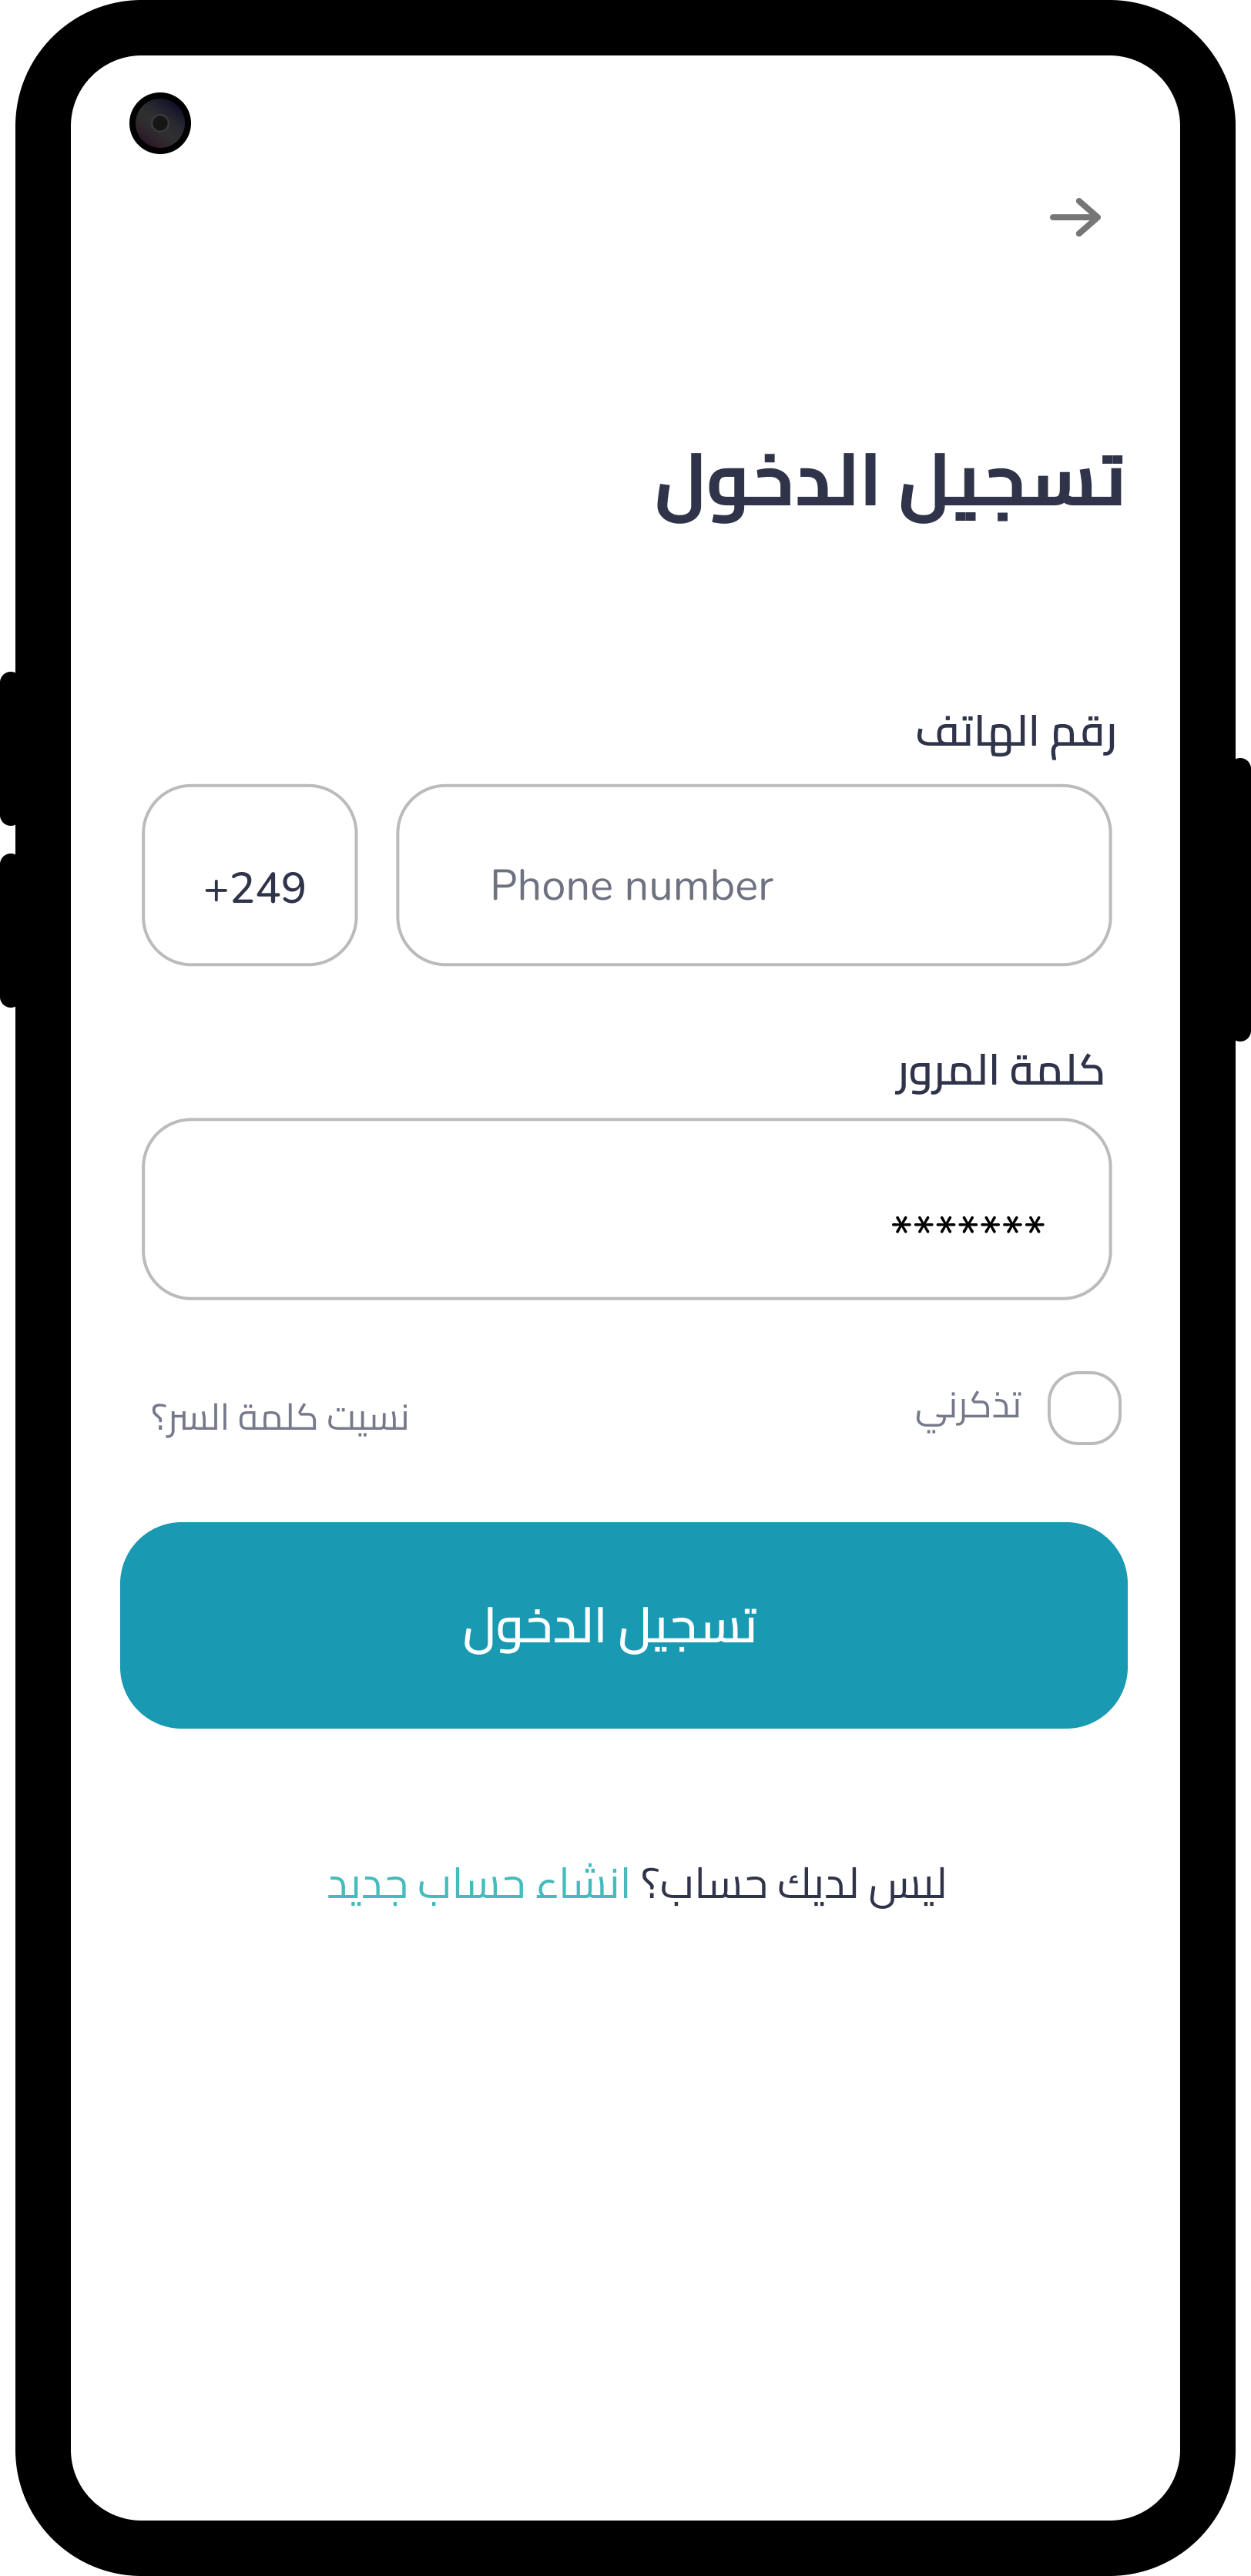 تسجيل الدخول
رقم الهاتف
+249 Phone number
كلمة المرور
*******
تذكرني نسيت كلمة السر؟
تسجيل الدخول
ليس لديك حساب؟ انشاء حساب جديد